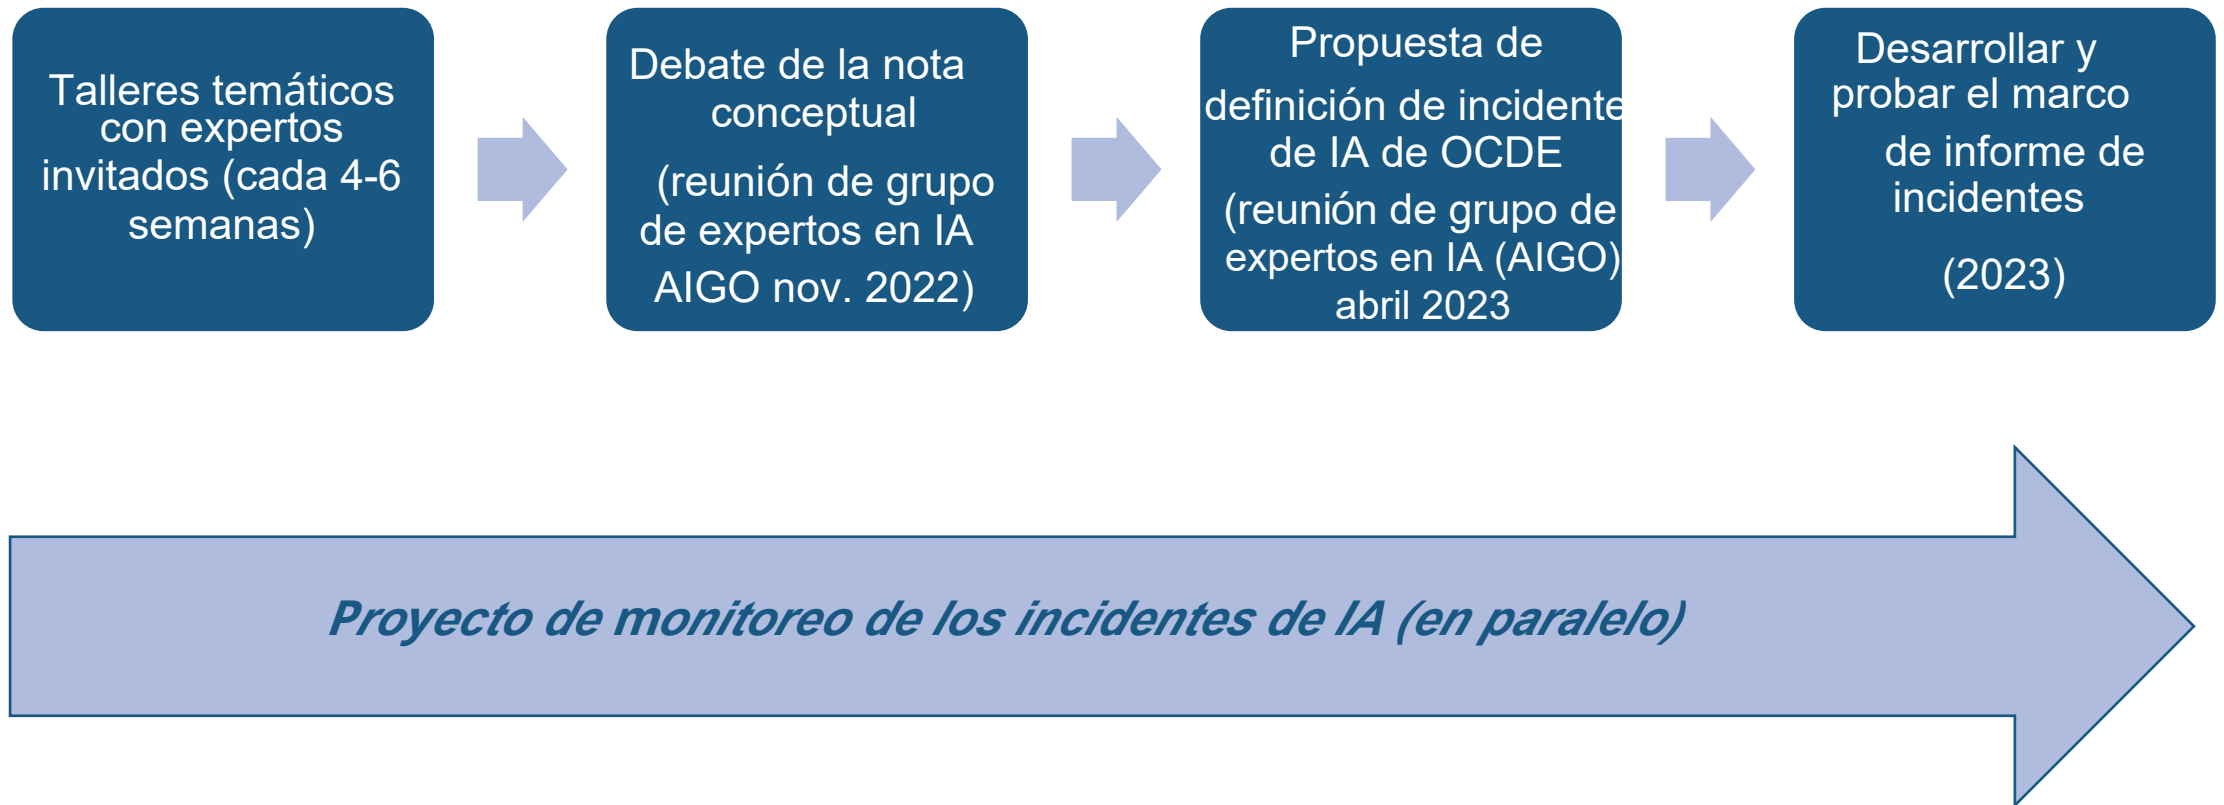 Talleres temáticos
con expertos
invitados (cada 4-6
semanas)
Debate de la nota
conceptual
(reunión de grupo
de expertos en IA
AIGO nov. 2022)
Propuesta de
definición de incidente
de IA de OCDE
(reunión de grupo de
expertos en IA (AIGO)
abril 2023
Desarrollar y
probar el marco
de informe de
incidentes
(2023)
Proyecto de monitoreo de los incidentes de IA (en paralelo)